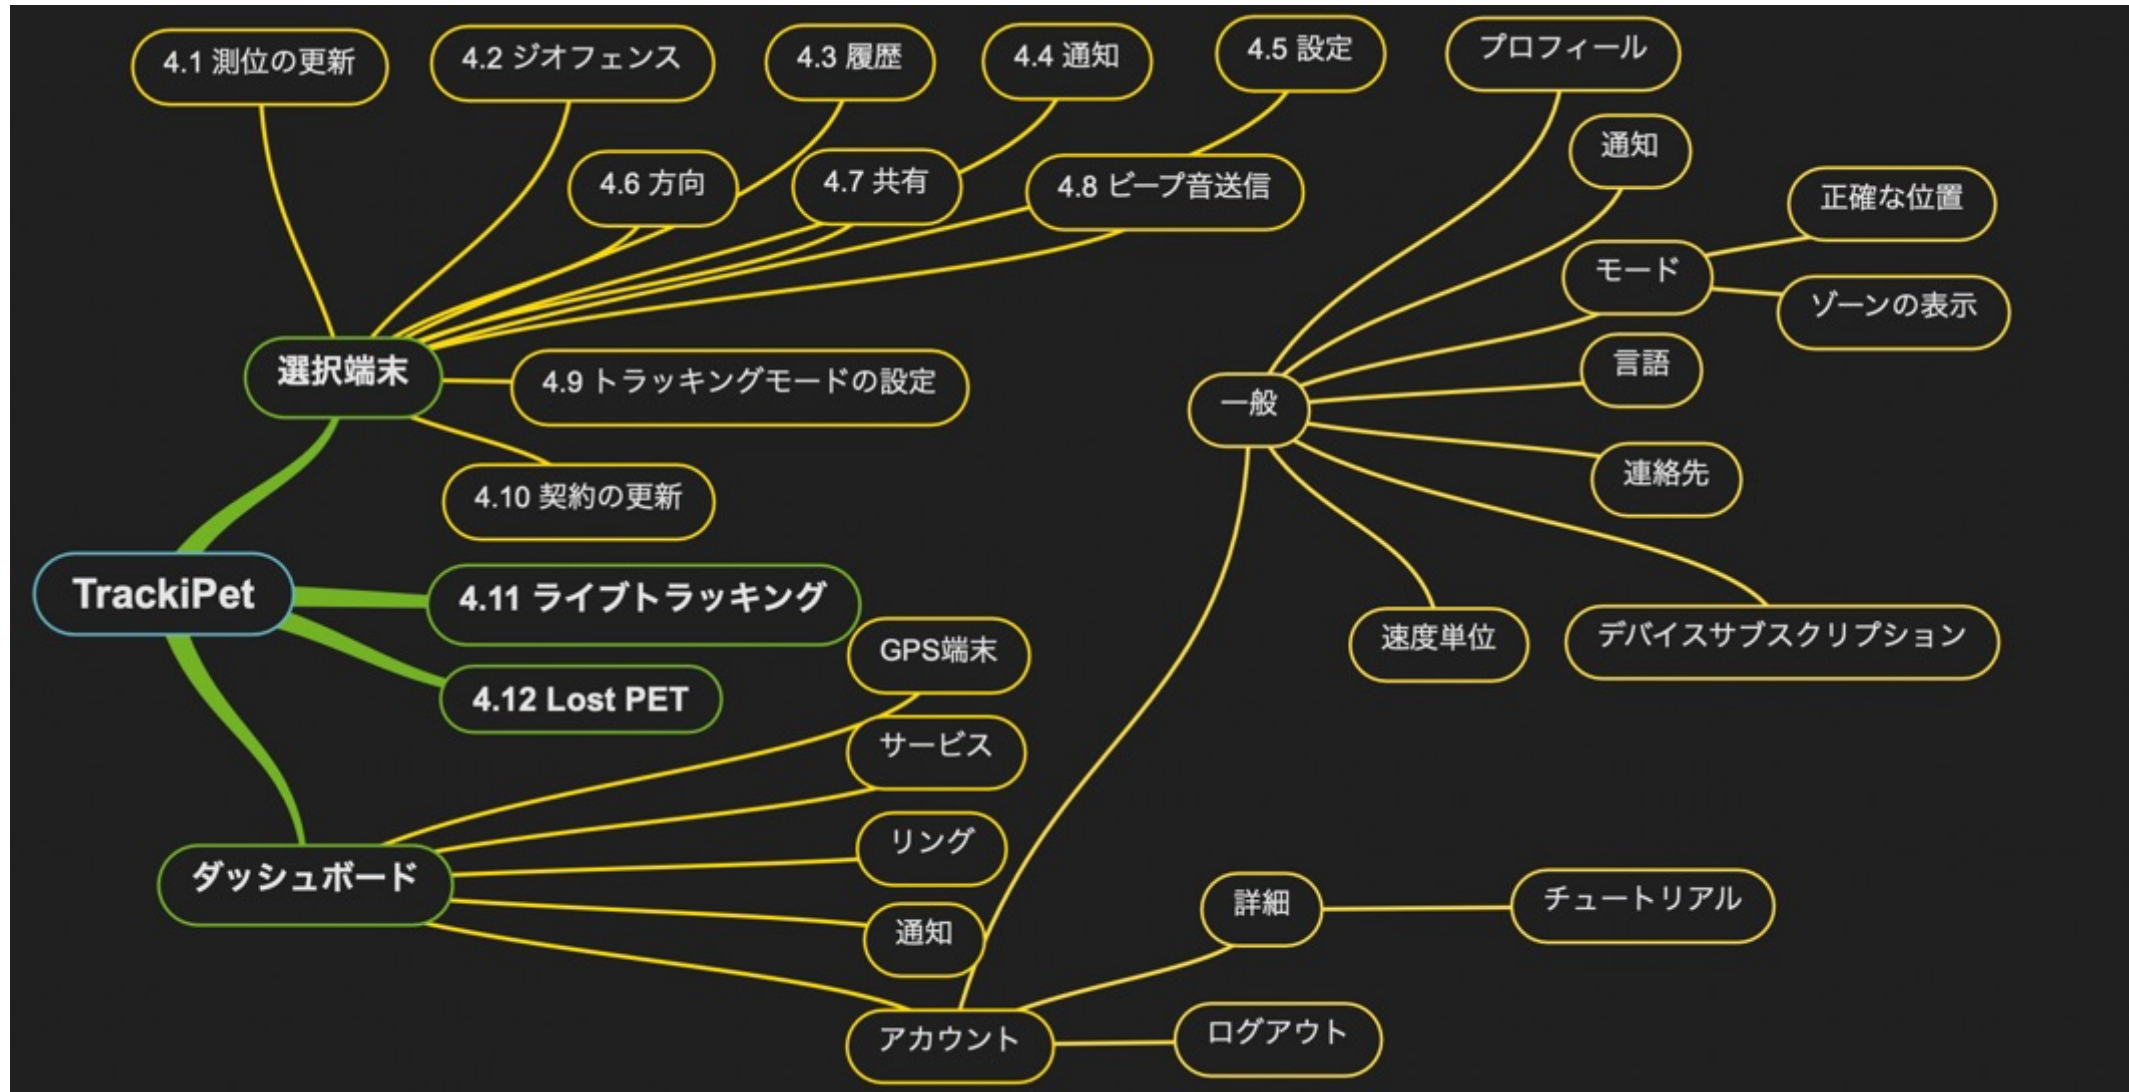 4.1 測位の更新
4.2 ジオフェンス
4.3 履歴
4.4 通知
4.5 設定
プロフィール
通知
4.6 方向
4.7 共有
4.8 ビープ音送信
正確な位置
モード
ゾーンの表示
選択端末
4.9 トラッキングモードの設定
言語
一般
連絡先
4.10 契約の更新
TrackiPet
4.11 ライブトラッキング
GPS端末
速度単位
デバイスサブスクリプション
4.12 Lost PET
サービス
リング
ダッシュボード
通知
詳細
チュートリアル
アカウント
ログアウト